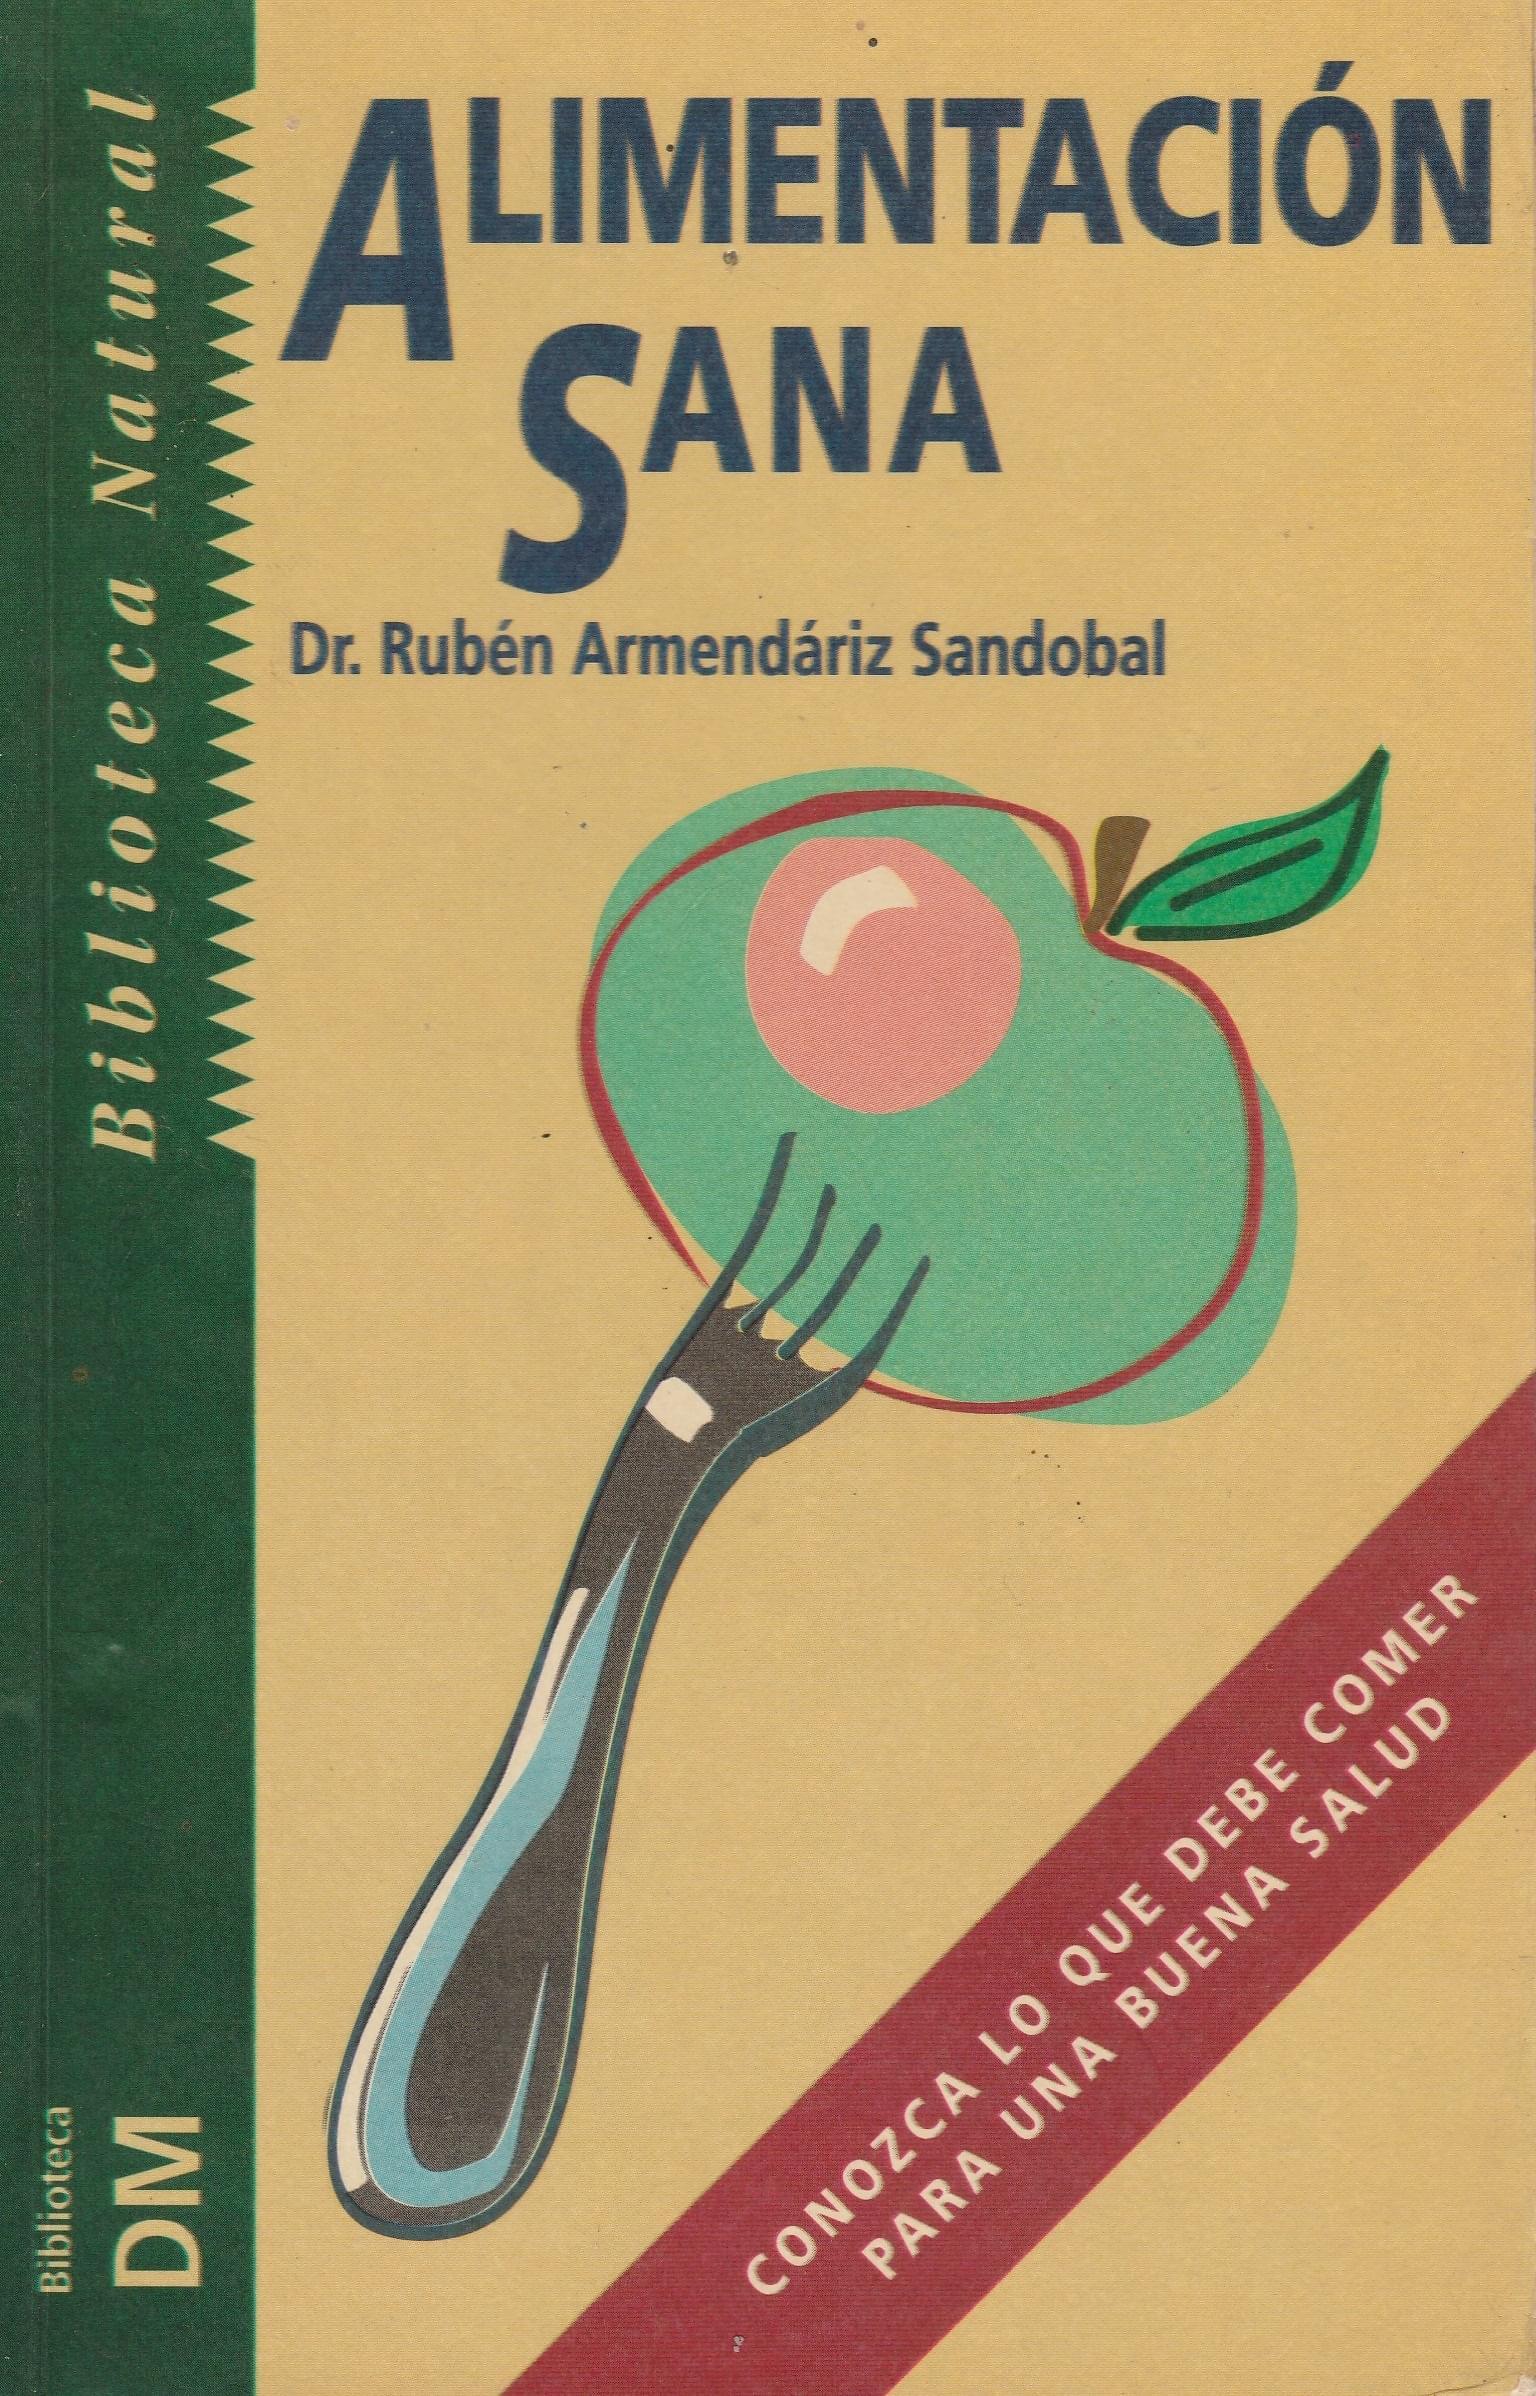 ALIMENTACIÓN
SANA
Dr. Rubén Armendáriz Sandobal
Biblioteca Natural
CONOZCA LO QUE DEBE COMER
PARA UNA BUENA SALUD
Biblioteca
DM